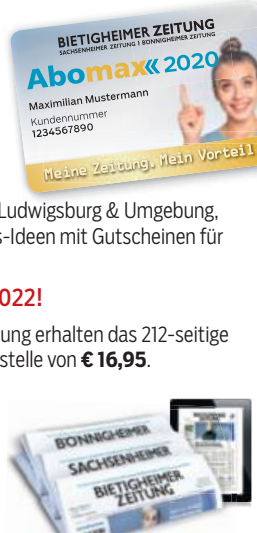 BIETIGHEIMER ZEITUNG
SACHSENHEIMER ZEITUNG I BÖNNIGHEIMER ZEITUNG
Abomax« 2020
Maximilian Mustermann
Kundennummer
1234567890
Meine Zeitung. Mein Vorteil
Ludwigsburg & Umgebung,
s-Ideen mit Gutscheinen für
022!
ung erhalten das 212-seitige
stelle von € 16,95.
BÖNNIGHEIMER
SACHSENHEIMER
BIETIGHEIMER
ZEITUNG